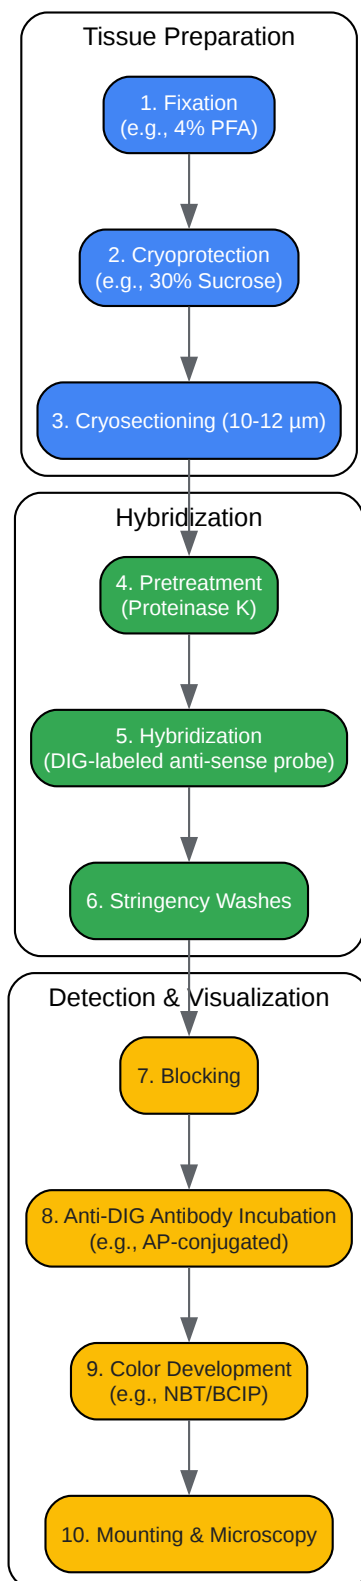 Tissue Preparation
1. Fixation
(e.g., 4% PFA)
2. Cryoprotection
(e.g., 30% Sucrose)
3. Cryosectioning (10-12 µm)
Hybridization
4. Pretreatment
(Proteinase K)
5. Hybridization
(DIG-labeled anti-sense probe)
6. Stringency Washes
Detection & Visualization
7. Blocking
8. Anti-DIG Antibody Incubation
(e.g., AP-conjugated)
9. Color Development
(e.g., NBT/BCIP)
10. Mounting & Microscopy